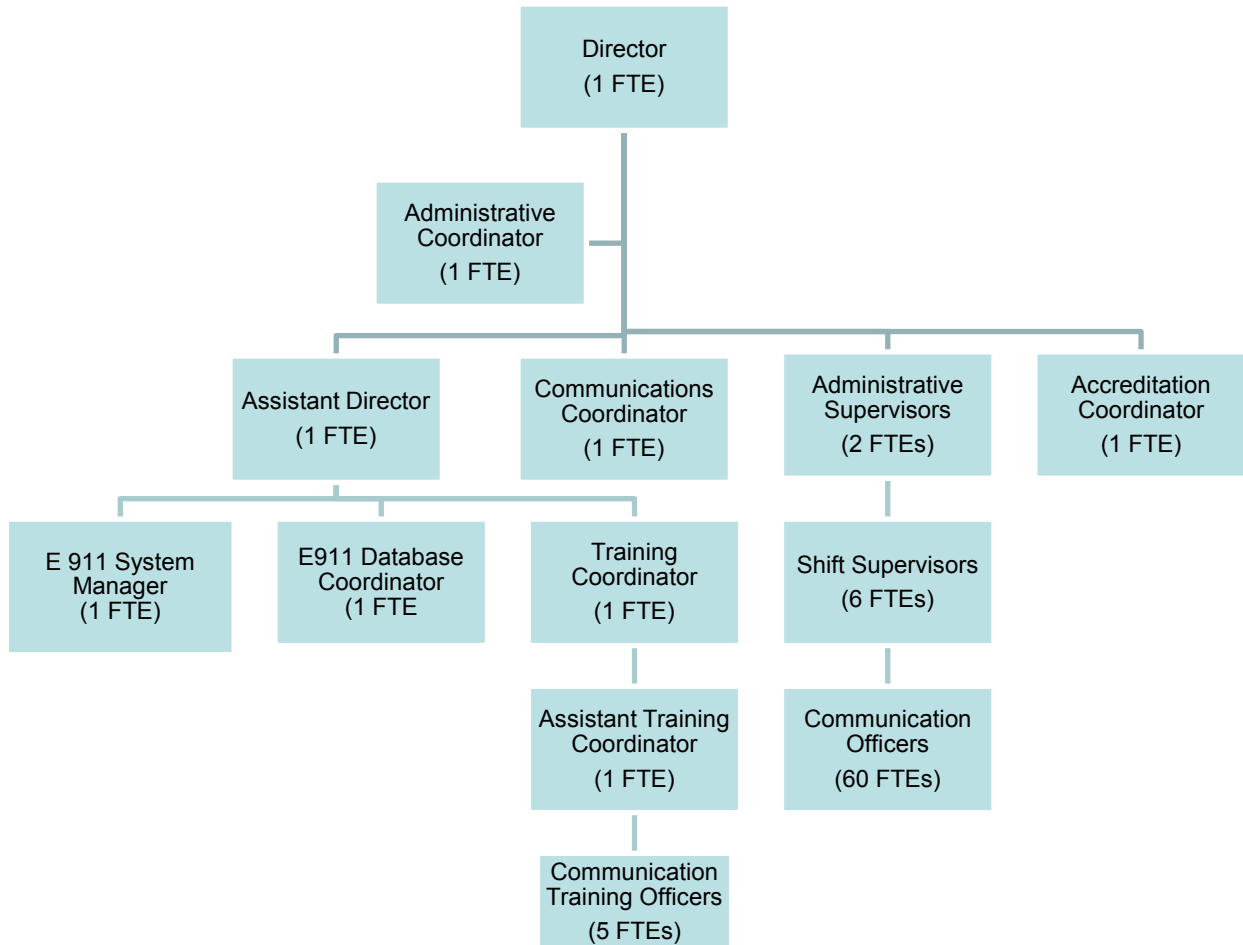 Director
(1 FTE)
Administrative
Coordinator
(1 FTE)
Assistant Director
(1 FTE)
Communications
Coordinator
(1 FTE)
Administrative
Supervisors
(2 FTEs)
Accreditation
Coordinator
(1 FTE)
E 911 System
Manager
(1 FTE)
E911 Database
Coordinator
(1 FTE
Training
Coordinator
(1 FTE)
Shift Supervisors
(6 FTEs)
Assistant Training
Coordinator
(1 FTE)
Communication
Officers
(60 FTEs)
Communication
Training Officers
(5 FTEs)